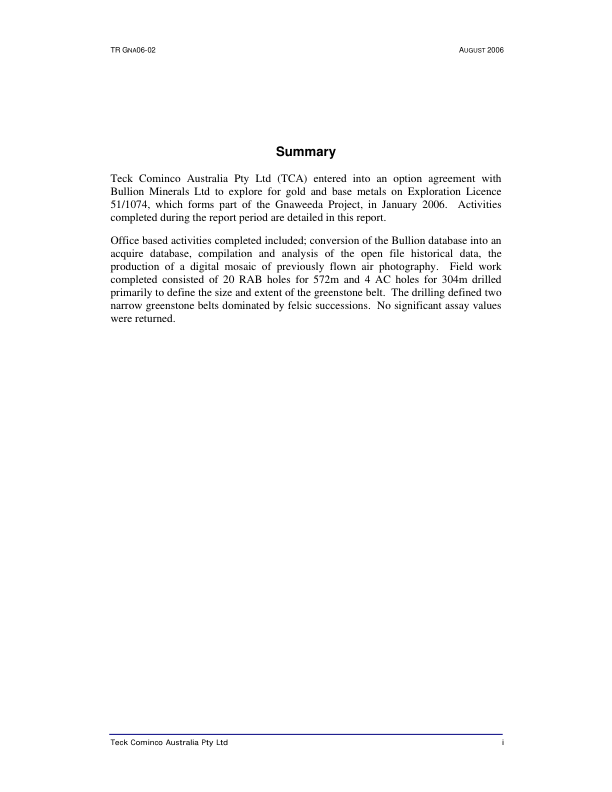 TR GNA06-02 AUGUST 2006
Summary
Teck Cominco Australia Pty Ltd (TCA) entered into an option agreement with
Bullion Minerals Ltd to explore for gold and base metals on Exploration Licence
51/1074, which forms part of the Gnaweeda Project, in January 2006. Activities
completed during the report period are detailed in this report.
Office based activities completed included; conversion of the Bullion database into an
acquire database, compilation and analysis of the open file historical data, the
production of a digital mosaic of previously flown air photography. Field work
completed consisted of 20 RAB holes for 572m and 4 AC holes for 304m drilled
primarily to define the size and extent of the greenstone belt. The drilling defined two
narrow greenstone belts dominated by felsic successions. No significant assay values
were returned.
Teck Cominco Australia Pty Ltd i